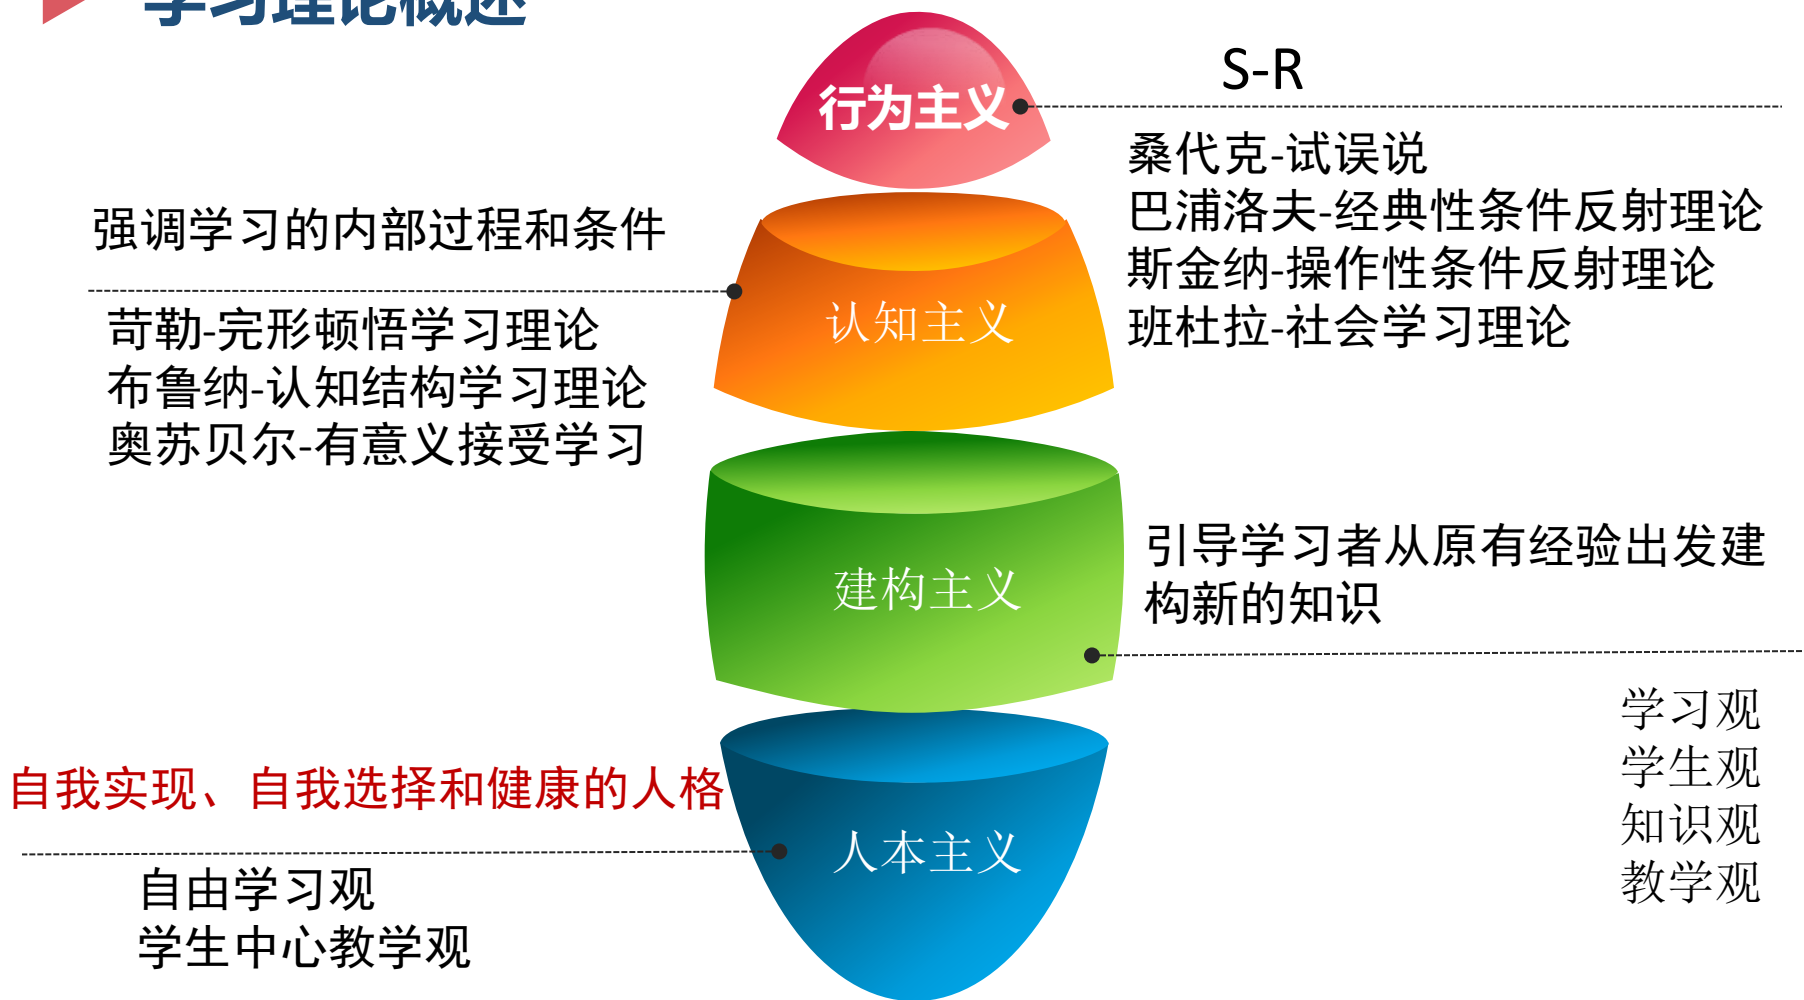 学习理论概述
行为主义
S-R
桑代克-试误说
巴浦洛夫-经典性条件反射理论
斯金纳-操作性条件反射理论
班杜拉-社会学习理论
强调学习的内部过程和条件
认知主义
苛勒-完形顿悟学习理论
布鲁纳-认知结构学习理论
奥苏贝尔-有意义接受学习
建构主义
引导学习者从原有经验出发建
构新的知识
学习观
学生观
知识观
教学观
自我实现、自我选择和健康的人格
人本主义
自由学习观
学生中心教学观